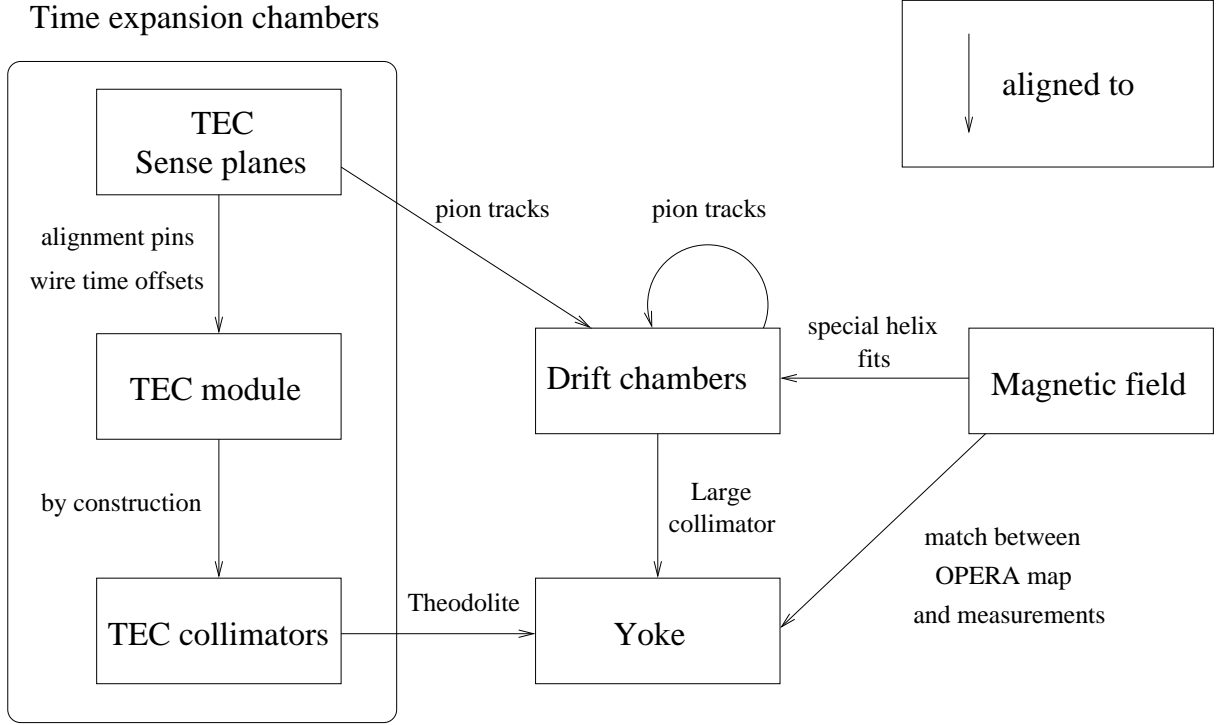 Time expansion chambers
aligned to
TEC
Sense planes
pion tracks
pion tracks
alignment pins
wire time offsets
special helix
fits
TEC module
Drift chambers
Magnetic field
by construction
Large
collimator
match between
OPERA map
and measurements
Theodolite
TEC collimators
Yoke